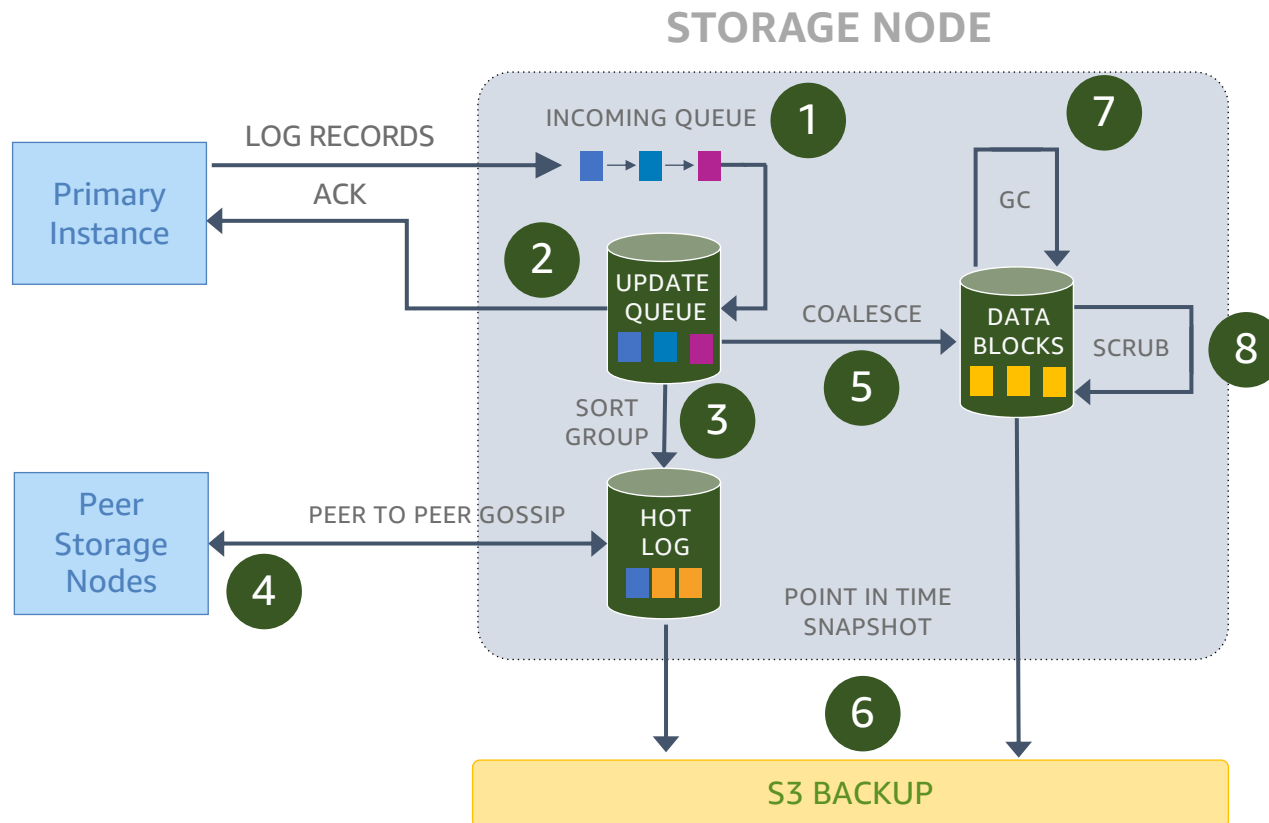 STORAGE NODE
INCOMING QUEUE
1
7
LOG RECORDS
ACK
Primary
Instance
GC
2
UPDATE
QUEUE
COALESCE
5
DATA
BLOCKS
SCRUB
8
SORT
GROUP
3
Peer
Storage
Nodes
PEER TO PEER GOSSIP
4
HOT
LOG
POINT IN TIME
SNAPSHOT
6
S3 BACKUP